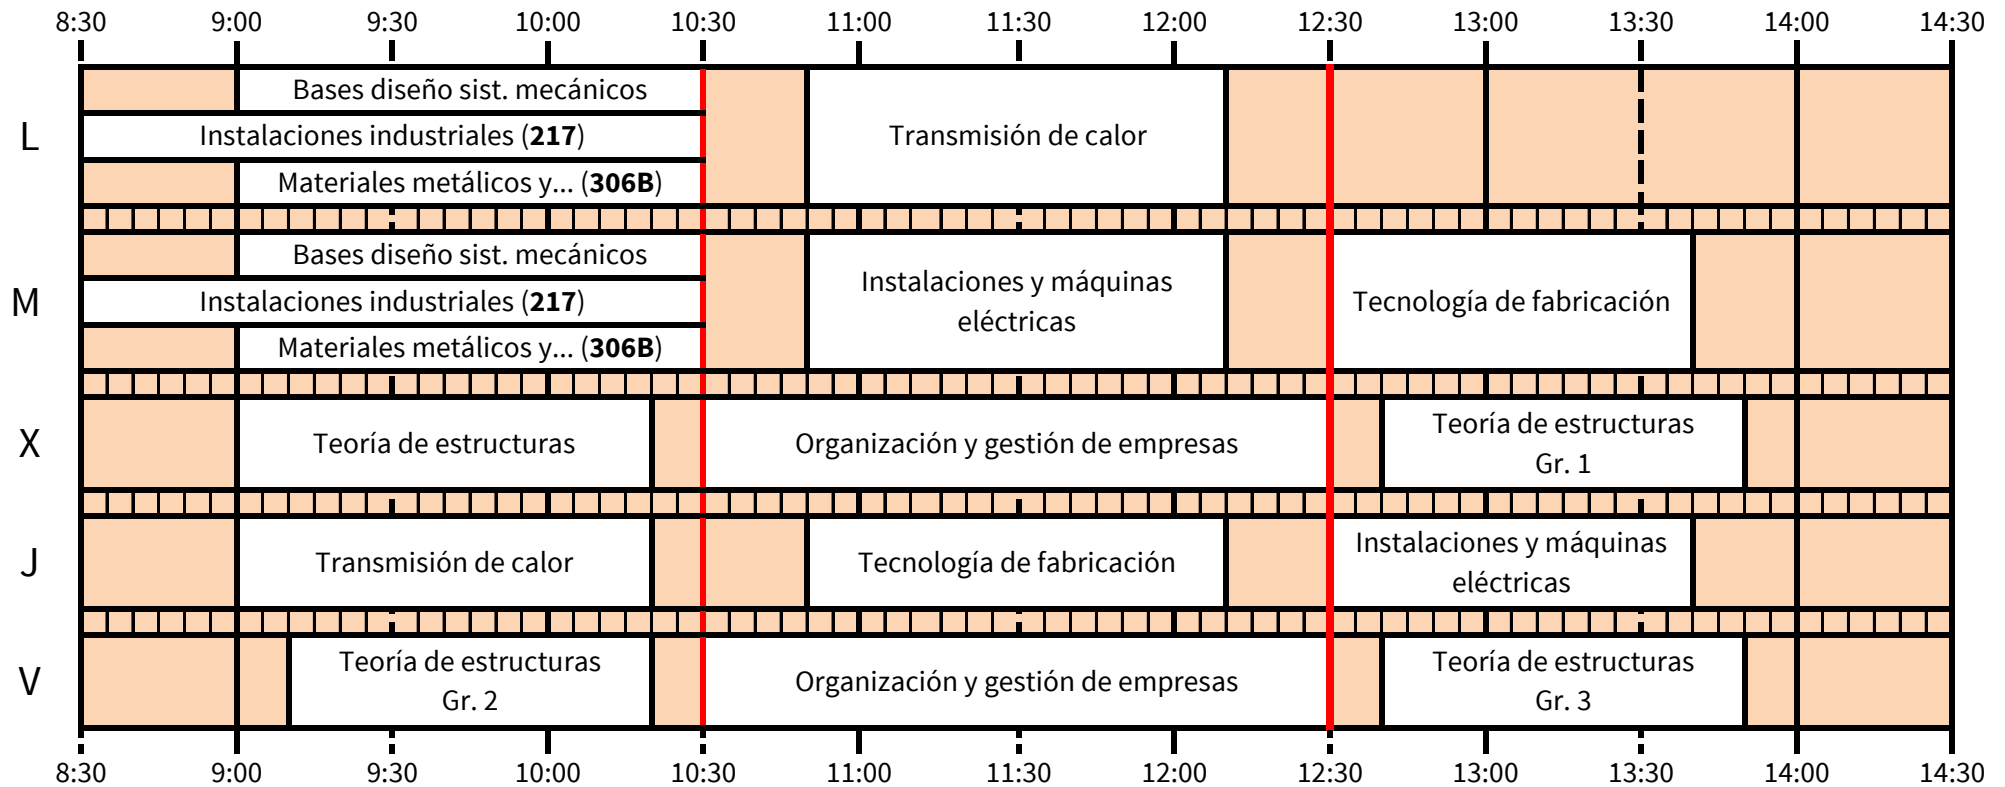 8:30 9:00 9:30 10:00 10:30 11:00 11:30 12:00 12:30 13:00 13:30 14:00 14:30
L
Bases diseño sist. mecánicos
Instalaciones industriales (217)
Materiales metálicos y... (306B)
Transmisión de calor
M
Bases diseño sist. mecánicos
Instalaciones industriales (217)
Materiales metálicos y... (306B)
Instalaciones y máquinas
eléctricas
Tecnología de fabricación
X
Teoría de estructuras
Organización y gestión de empresas
Teoría de estructuras
Gr. 1
J
Transmisión de calor
Tecnología de fabricación
Instalaciones y máquinas
eléctricas
V
Teoría de estructuras
Gr. 2
Organización y gestión de empresas
Teoría de estructuras
Gr. 3
8:30 9:00 9:30 10:00 10:30 11:00 11:30 12:00 12:30 13:00 13:30 14:00 14:30